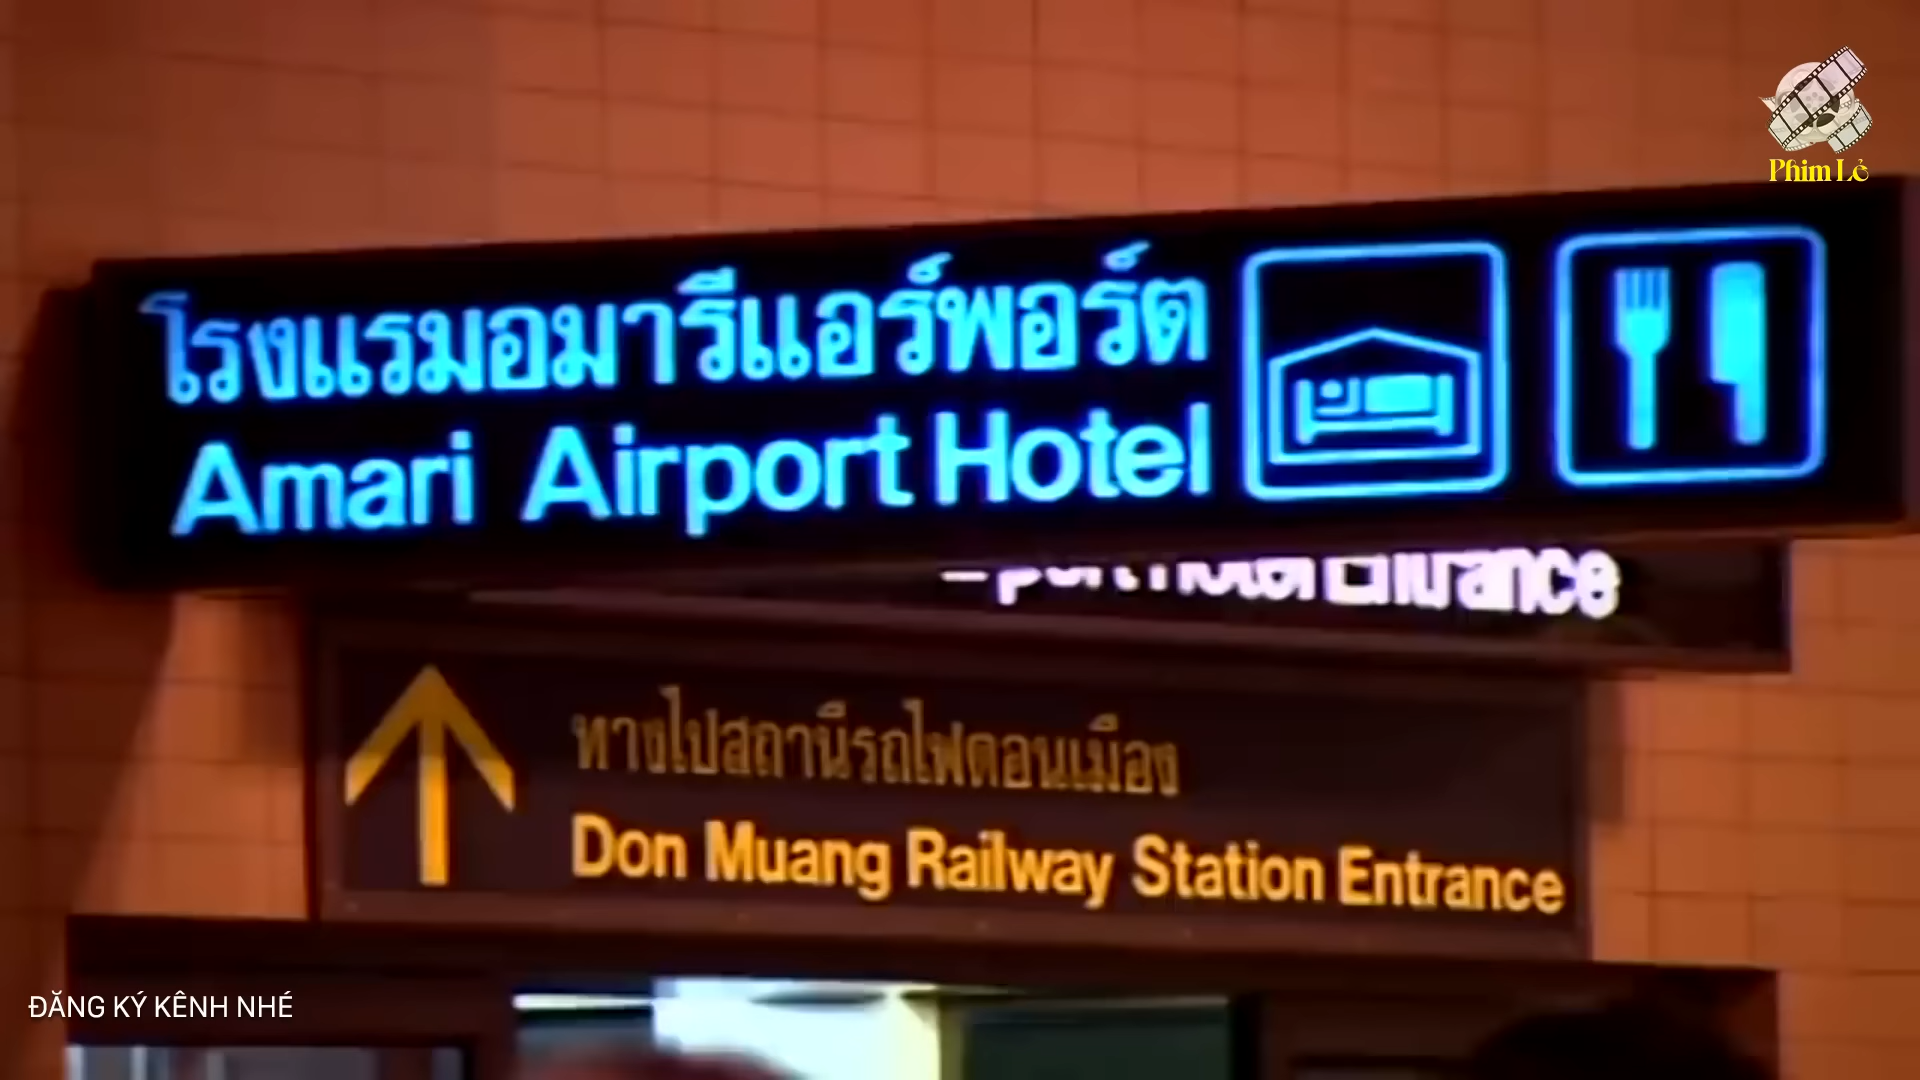 Phim Lẻ
โรงแรมอมารีแอร์พอร์ต
Amari Airport Hotel
Hotel Entrance
ทางไปสถานีรถไฟดอนเมือง
Don Muang Railway Station Entrance
ĐĂNG KÝ KÊNH NHÉ